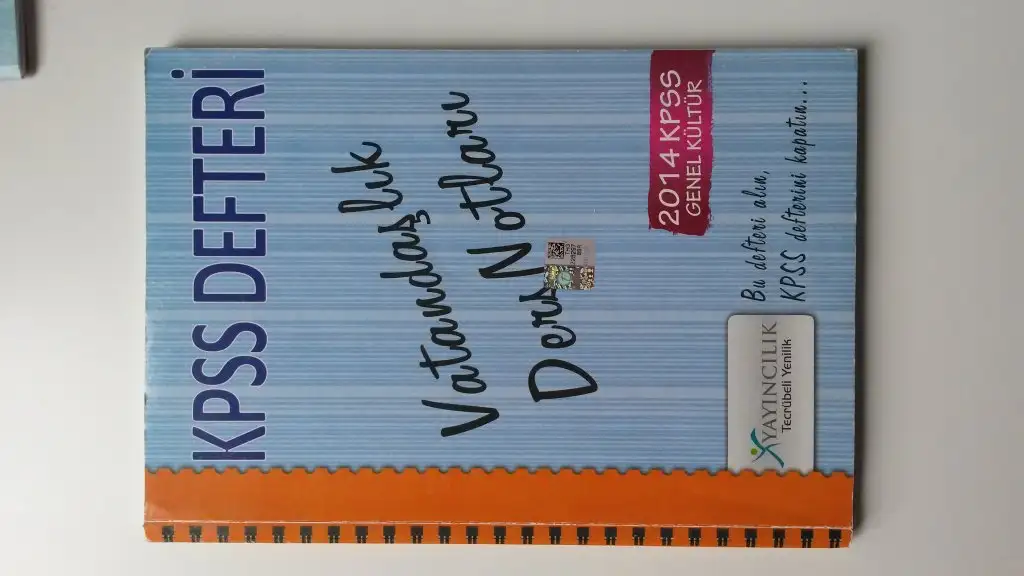 KPSS DEFTERİ
Vatandaşlık
Ders Notları
2014 KPSS
GENEL KÜLTÜR
Bu defteri alın,
KPSS defterini kapatın...
YAYINCILIK
Tecrübeli Yenilik